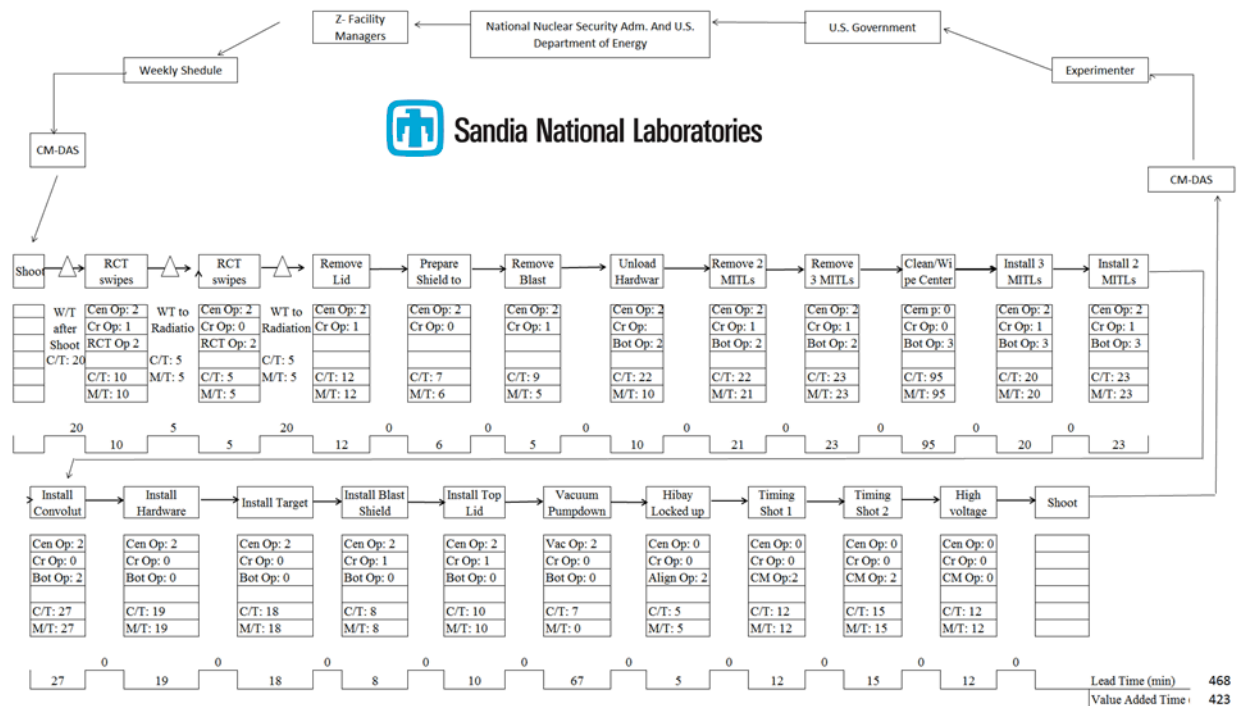 Z- Facility
Managers
National Nuclear Security Adm. And U.S.
Department of Energy
U.S. Government
Weekly Shedule
Experimenter
CM-DAS
Sandia National Laboratories
CM-DAS
Shoot
RCT
swipes
RCT
swipes
Remove
Lid
Prepare
Shield to
Remove
Blast
Unload
Hardwar
Remove 2
MITLs
Remove
3 MITLs
Clean/Wi
pe Center
Install 3
MITLs
Install 2
MITLs
W/T
after
Shoot
C/T: 20
Cen Op: 2
Cr Op: 1
RCT Op 2
C/T: 10
M/T: 10
WT to
Radiatio
C/T: 5
M/T: 5
Cen Op: 2
Cr Op: 0
RCT Op: 2
C/T: 5
M/T: 5
WT to
Radiation
C/T: 5
M/T: 5
Cen Op: 2
Cr Op: 1
C/T: 12
M/T: 12
Cen Op: 2
Cr Op: 0
C/T: 7
M/T: 6
Cen Op: 2
Cr Op: 1
C/T: 9
M/T: 5
Cen Op: 2
Cr Op:
Bot Op: 2
C/T: 22
M/T: 10
Cen Op: 2
Cr Op: 1
Bot Op: 2
C/T: 22
M/T: 21
Cen Op: 2
Cr Op: 1
Bot Op: 2
C/T: 23
M/T: 23
Cern p: 0
Cr Op: 0
Bot Op: 3
C/T: 95
M/T: 95
Cen Op: 2
Cr Op: 1
Bot Op: 3
C/T: 20
M/T: 20
Cen Op: 2
Cr Op: 1
Bot Op: 3
C/T: 23
M/T: 23
20 5 20 0 0 0 0 0 0 0 0
10 5 12 6 5 10 21 23 95 20 23
Install
Convolut
Install
Hardware
Install Target
Install Blast
Shield
Install Top
Lid
Vacuum
Pumpdown
Hibay
Locked up
Timing
Shot 1
Timing
Shot 2
High
voltage
Shoot
Cen Op: 2
Cr Op: 0
Bot Op: 2
C/T: 27
M/T: 27
Cen Op: 2
Cr Op: 0
Bot Op: 0
C/T: 19
M/T: 19
Cen Op: 2
Cr Op: 0
Bot Op: 0
C/T: 18
M/T: 18
Cen Op: 2
Cr Op: 1
Bot Op: 0
C/T: 8
M/T: 8
Cen Op: 2
Cr Op: 1
Bot Op: 0
C/T: 10
M/T: 10
Vac Op: 2
Cr Op: 0
Bot Op: 0
C/T: 7
M/T: 0
Cen Op: 0
Cr Op: 0
Align Op: 2
C/T: 5
M/T: 5
Cen Op: 0
Cr Op: 0
CM Op:2
C/T: 12
M/T: 12
Cen Op: 0
Cr Op: 0
CM Op: 2
C/T: 15
M/T: 15
Cen Op: 0
Cr Op: 0
CM Op: 0
C/T: 12
M/T: 12
0 0 0 0 0 0 0 0 0 0
27 19 18 8 10 67 5 12 15 12
Lead Time (min) 468
Value Added Time 423